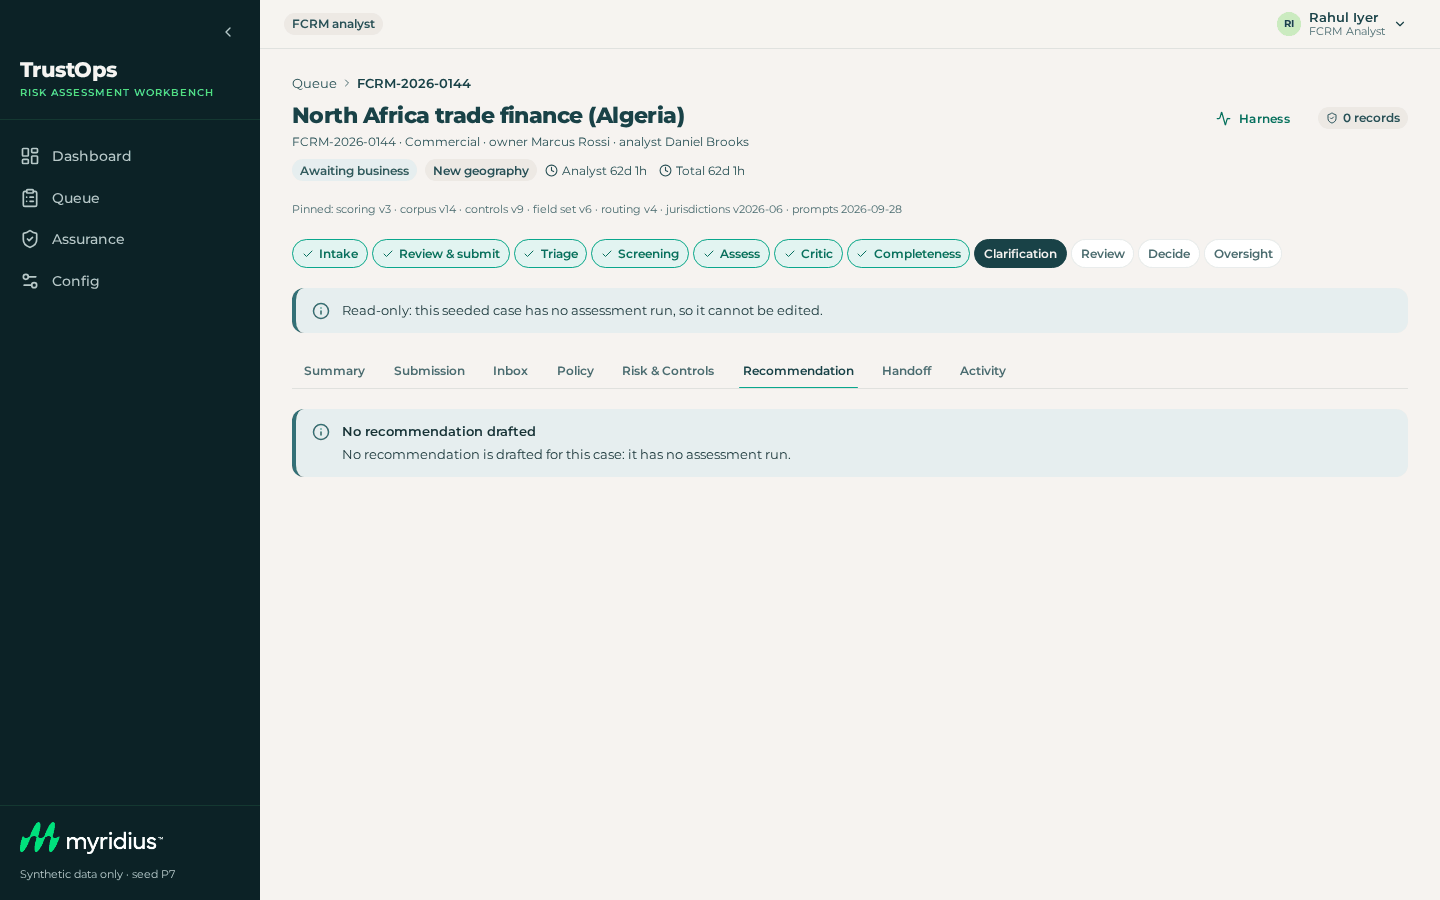 TrustOps
RISK ASSESSMENT WORKBENCH
Dashboard
Queue
Assurance
Config
myridius™
Synthetic data only · seed P7
FCRM analyst
RI
Rahul Iyer
FCRM Analyst
Queue
FCRM-2026-0144
North Africa trade finance (Algeria)
Harness
0 records
FCRM-2026-0144 · Commercial · owner Marcus Rossi · analyst Daniel Brooks
Awaiting business
New geography
Analyst 62d 1h
Total 62d 1h
Pinned: scoring v3 · corpus v14 · controls v9 · field set v6 · routing v4 · jurisdictions v2026-06 · prompts 2026-09-28
Intake
Review & submit
Triage
Screening
Assess
Critic
Completeness
Clarification
Review
Decide
Oversight
Read-only: this seeded case has no assessment run, so it cannot be edited.
Summary
Submission
Inbox
Policy
Risk & Controls
Recommendation
Handoff
Activity
No recommendation drafted
No recommendation is drafted for this case: it has no assessment run.